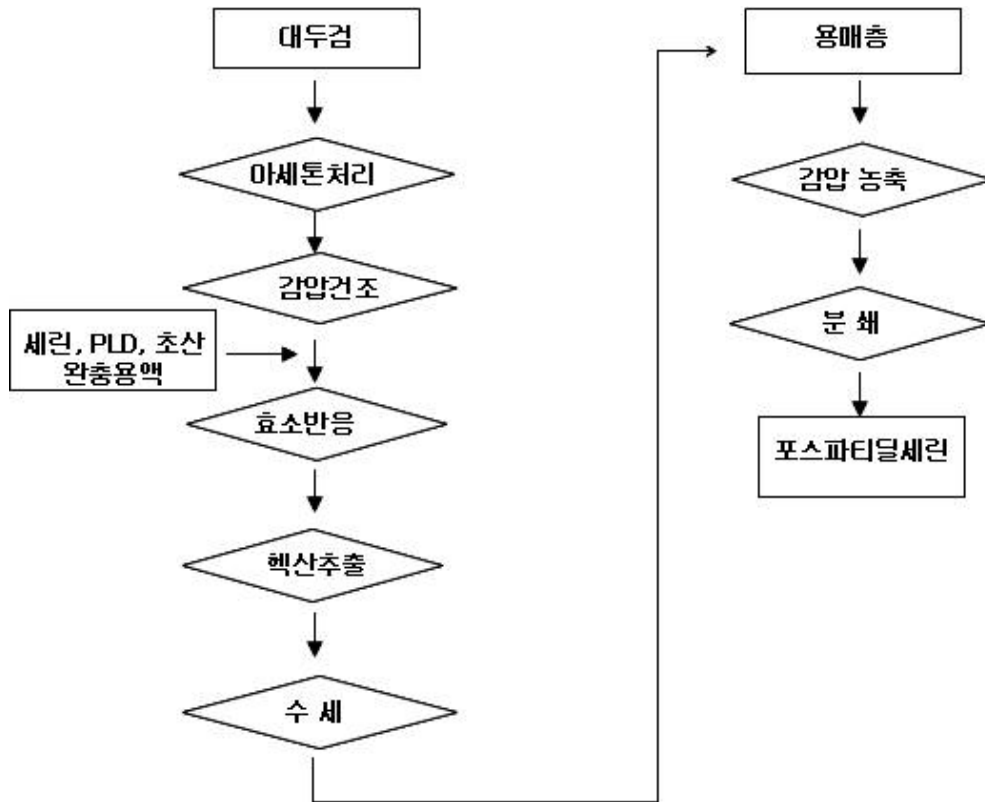 대두검
아세톤처리
감압건조
세린, PLD, 초산
완충용액
효소반응
헥산추출
수 세
용매층
감압 농축
분 쇄
포스파티딜세린